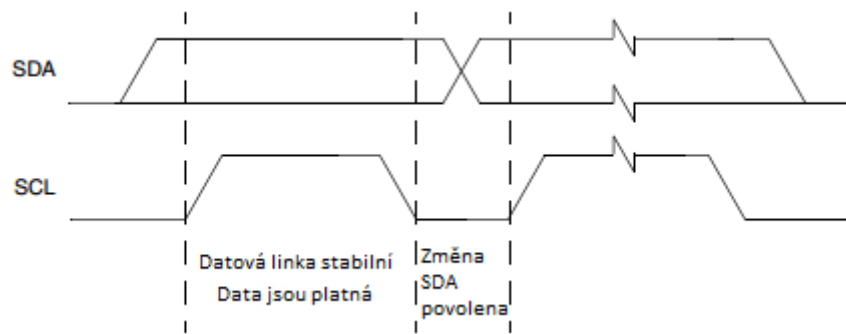 SDA
SCL
Datová linka stabilní
Data jsou platná
Změna
SDA
povolena